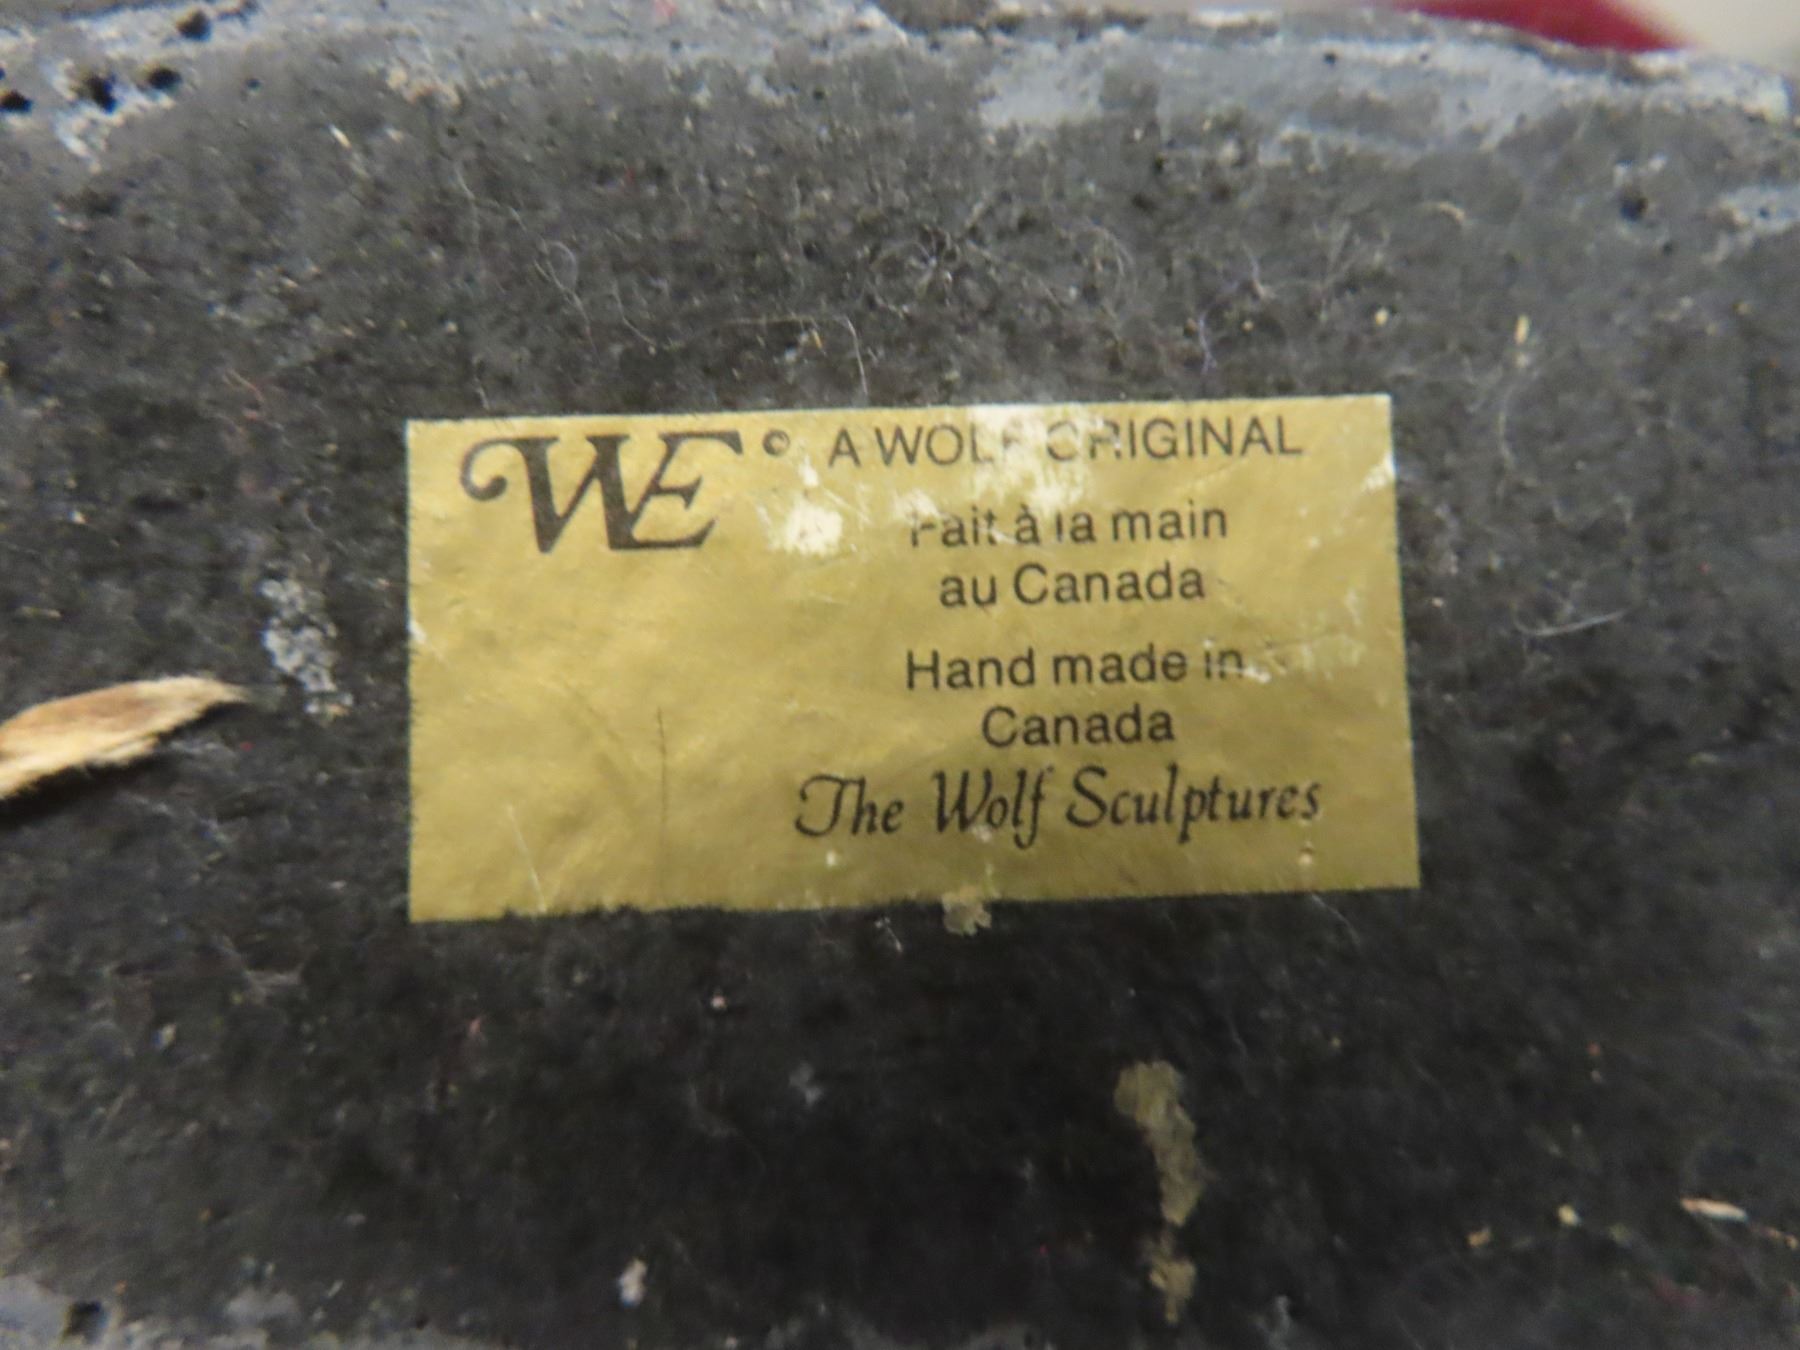 WE © A WOLF ORIGINAL
Fait à la main
au Canada
Hand made in
Canada
The Wolf Sculptures